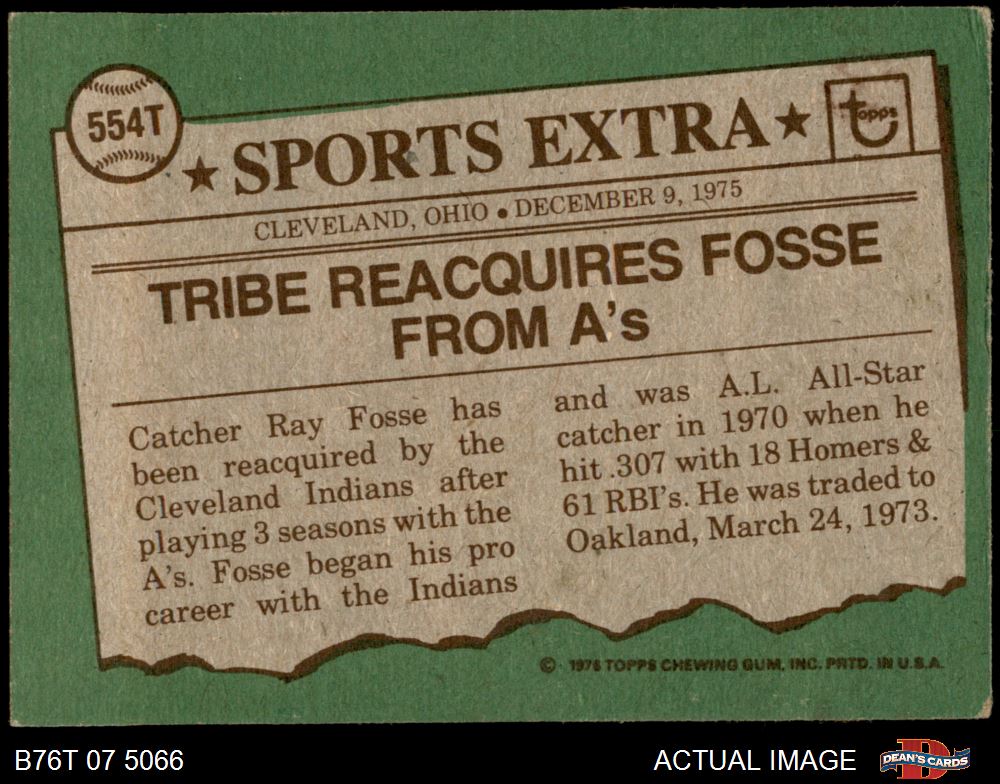 554T
★ SPORTS EXTRA ★
Topps
CLEVELAND, OHIO • DECEMBER 9, 1975
TRIBE REACQUIRES FOSSE
FROM A's
Catcher Ray Fosse has
been reacquired by the
Cleveland Indians after
playing 3 seasons with the
A's. Fosse began his pro
career with the Indians
and was A.L. All-Star
catcher in 1970 when he
hit .307 with 18 Homers &
61 RBI's. He was traded to
Oakland, March 24, 1973.
© 1976 TOPPS CHEWING GUM, INC. PRTD. IN U.S.A.
B76T 07 5066
ACTUAL IMAGE
DEAN'S CARDS